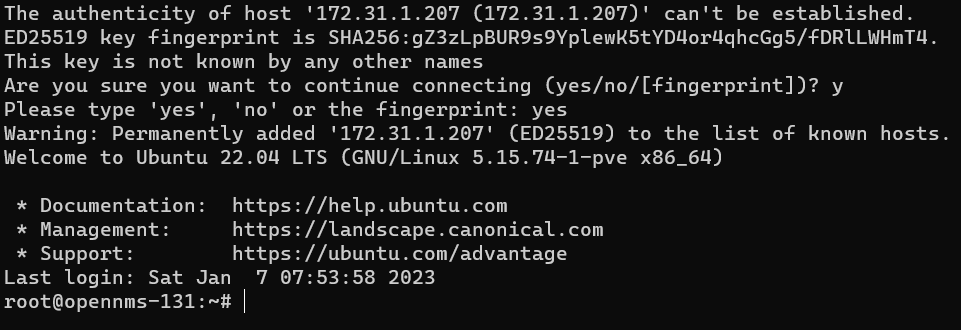 The authenticity of host '172.31.1.207 (172.31.1.207)' can't be established.
ED25519 key fingerprint is SHA256:gZ3zLpBUR9s9YplewK5tYD4or4qhcGg5/fDRlLWHmT4.
This key is not known by any other names
Are you sure you want to continue connecting (yes/no/[fingerprint])? y
Please type 'yes', 'no' or the fingerprint: yes
Warning: Permanently added '172.31.1.207' (ED25519) to the list of known hosts.
Welcome to Ubuntu 22.04 LTS (GNU/Linux 5.15.74-1-pve x86_64)

 * Documentation:  https://help.ubuntu.com
 * Management:     https://landscape.canonical.com
 * Support:        https://ubuntu.com/advantage
Last login: Sat Jan  7 07:53:58 2023
root@opennms-131:~#